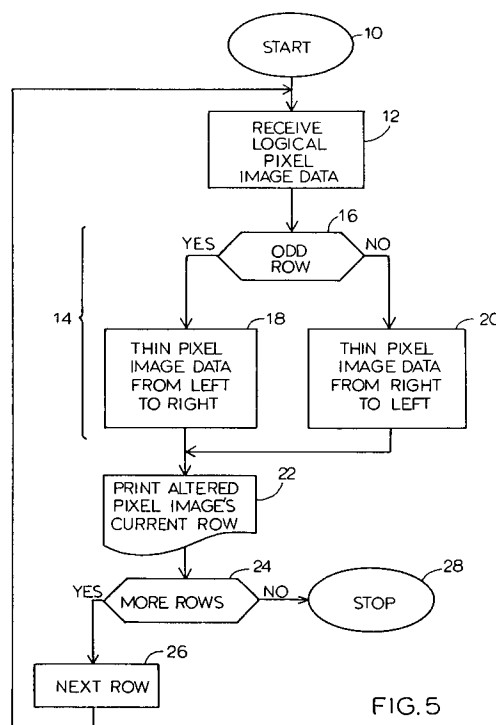 START
10
RECEIVE
LOGICAL
PIXEL
IMAGE DATA
12
14
YES
ODD
ROW
NO
16
THIN PIXEL
IMAGE DATA
FROM LEFT
TO RIGHT
18
THIN PIXEL
IMAGE DATA
FROM RIGHT
TO LEFT
20
PRINT ALTERED
PIXEL IMAGE'S
CURRENT ROW
22
YES
MORE ROWS
NO
24
STOP
28
NEXT ROW
26
FIG. 5